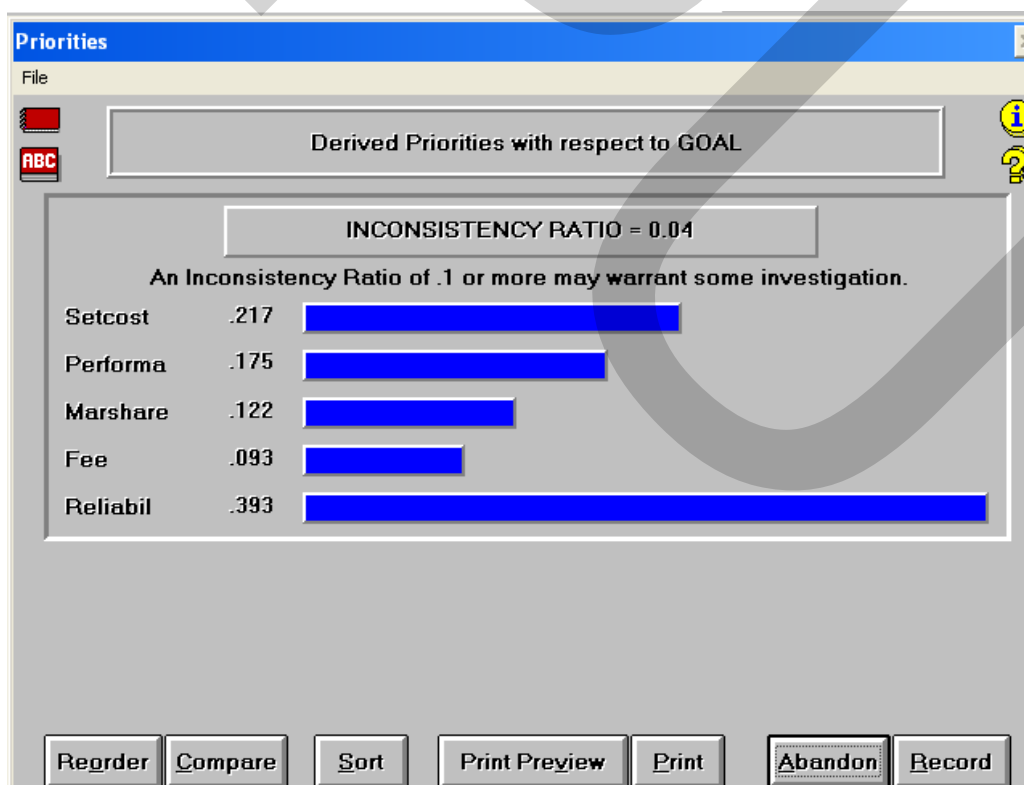 Priorities
File
ABC
Derived Priorities with respect to GOAL
INCONSISTENCY RATIO = 0.04
An Inconsistency Ratio of .1 or more may warrant some investigation.
Setcost .217
Performa .175
Marshare .122
Fee .093
Reliabil .393
Reorder Compare Sort Print Preview Print Abandon Record